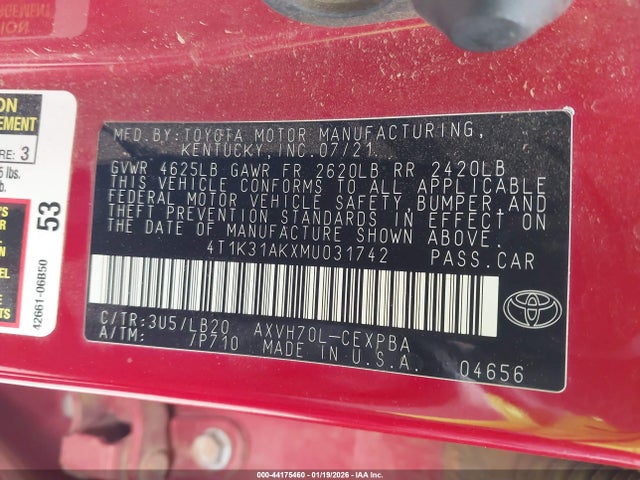 MFD.BY:TOYOTA MOTOR MANUFACTURING,
KENTUCKY,INC.07/21
GVWR 4625LB GAWR FR 2620LB RR 2420LB
THIS VEHICLE CONFORMS TO ALL APPLICABLE
FEDERAL MOTOR VEHICLE SAFETY,BUMPER,AND
THEFT PREVENTION STANDARDS IN EFFECT ON
THE DATE OF MANUFACTURE SHOWN ABOVE.
4T1K31AKXMU031742 PASS.CAR
C/TR:3U5/LB20 AXVH70L-CEXPBA
A/TM: /P710 MADE IN U.S.A.
04656
TOYOTA
ON
EMENT
RE: 3
lbs.
b.
53
42661-06B50
000-44175460 - 01/19/2026 - IAA Inc.